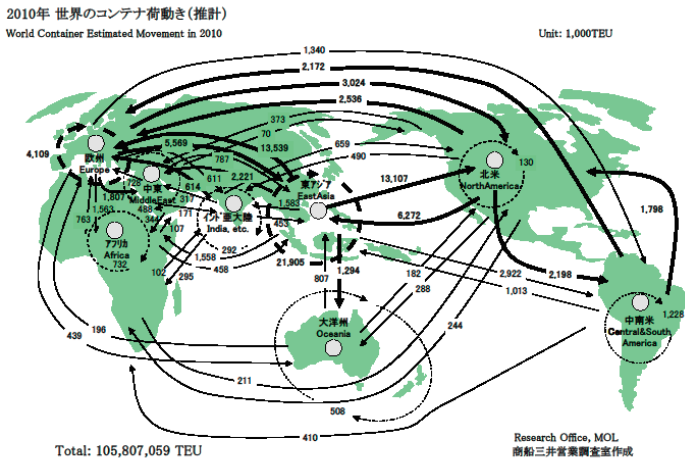 2010年 世界のコンテナ荷動き(推計)
World Container Estimated Movement in 2010
Unit: 1,000TEU
1,340
2,172
3,024
2,536
373
70
4,109
5,569
787
13,539
659
490
130
欧州
Europe
728
中東
MiddleEast
611
614
2,221
東アジア
EastAsia
北米
NorthAmerica
13,107
1,807
1,563
763
488
317
344
171
107
インド亜大陸
India, etc.
1,583
453
6,272
1,798
アフリカ
Africa
732
102
295
1,558
292
458
21,905
807
1,294
182
288
2,922
1,013
2,198
大洋州
Oceania
中南米
Central&South
America
1,228
439
196
211
244
508
410
Total: 105,807,059 TEU
Research Office, MOL
商船三井営業調査室作成